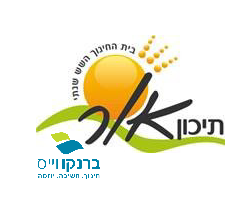 בית החינוך השש שנתי
תיכון אור
ברנקו וייס
חינוך. חשיבה. יוזמה